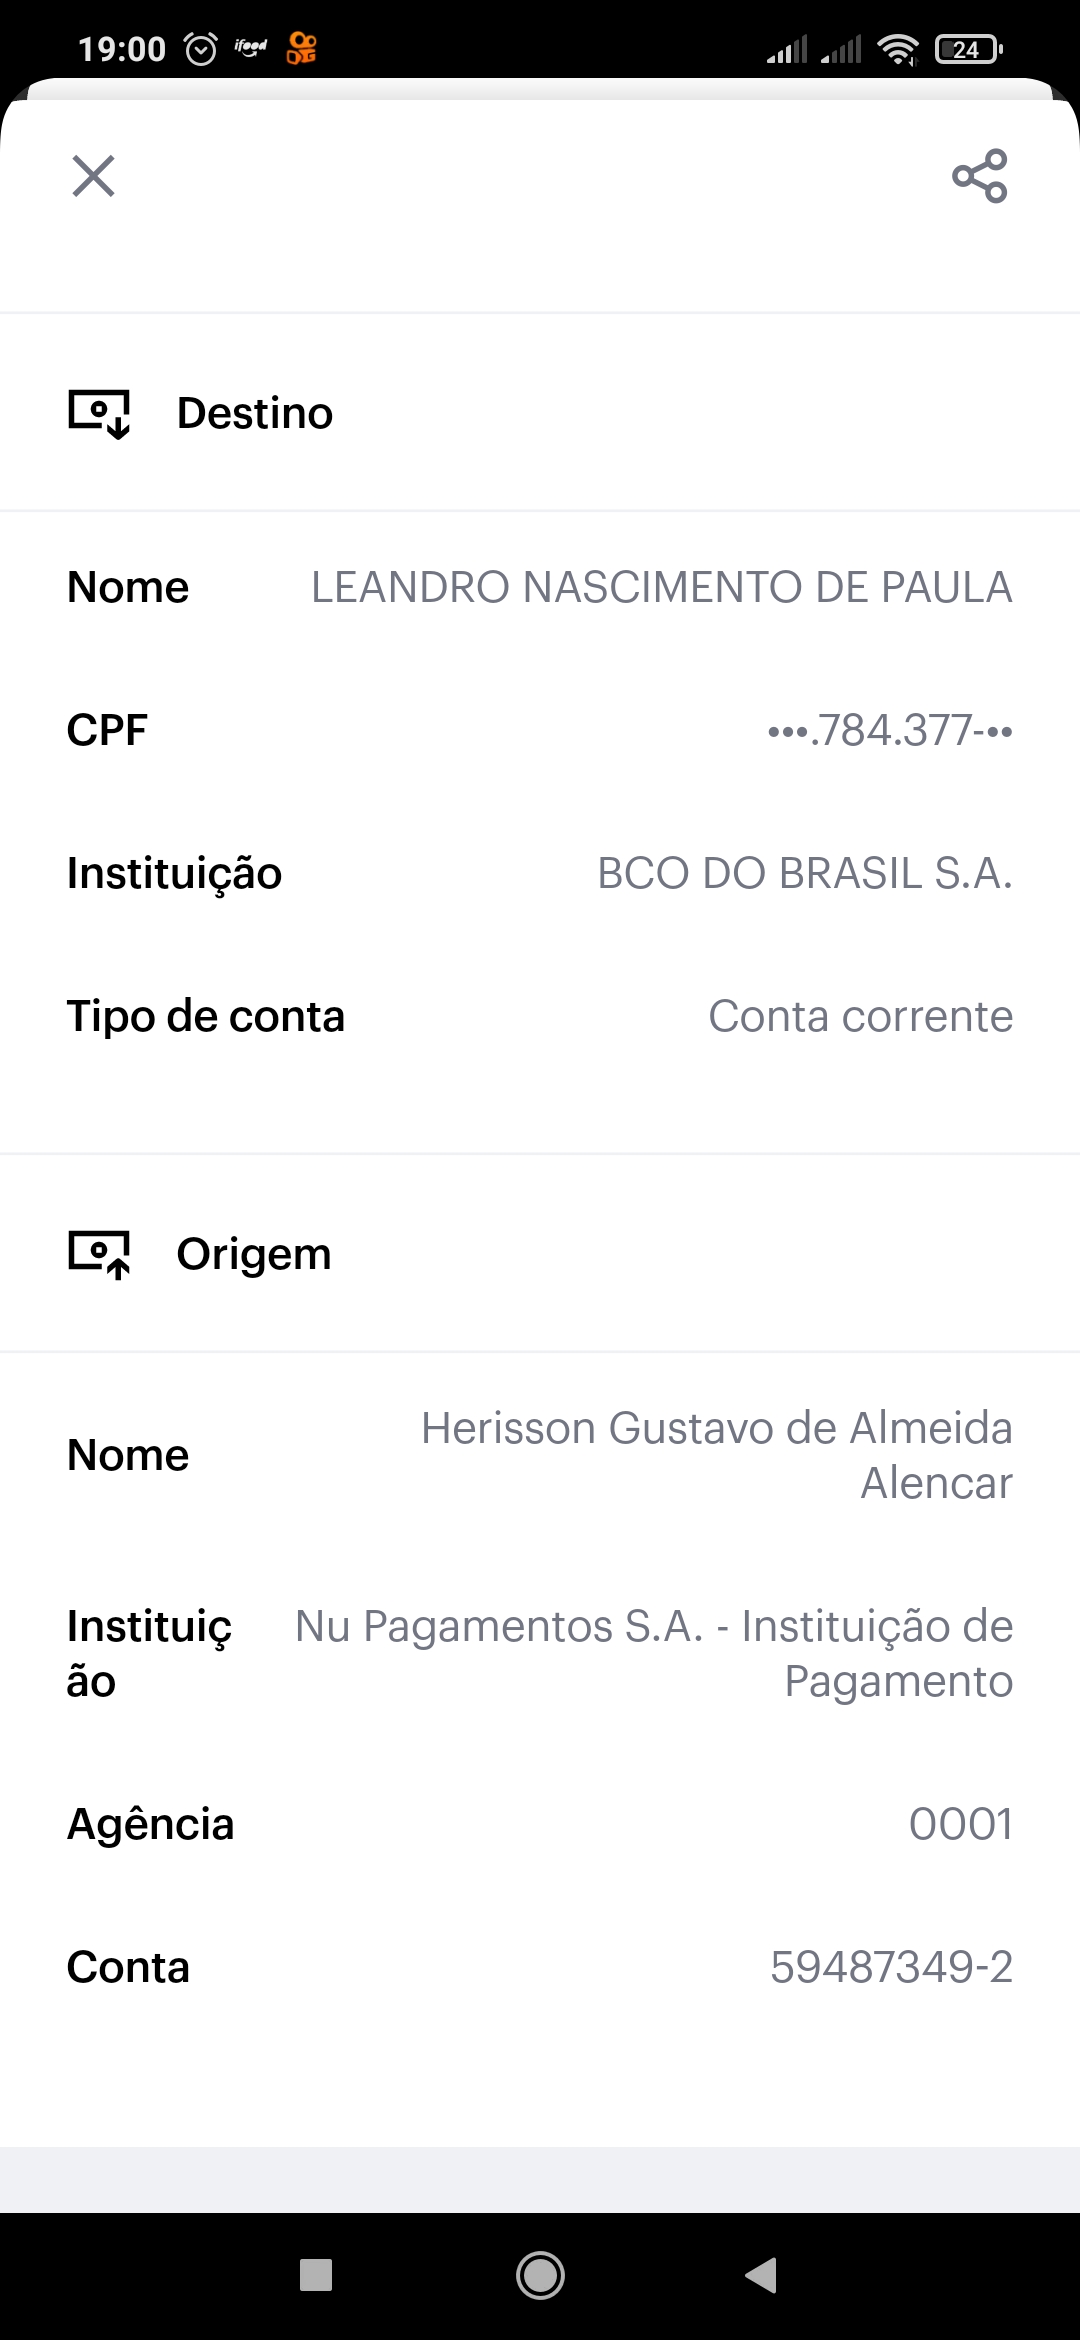 19:00 ifood 24
Destino
Nome LEANDRO NASCIMENTO DE PAULA
CPF •••.784.377-••
Instituição BCO DO BRASIL S.A.
Tipo de conta Conta corrente
Origem
Nome Herisson Gustavo de Almeida
Alencar
Instituiç Nu Pagamentos S.A. - Instituição de
ão Pagamento
Agência 0001
Conta 59487349-2